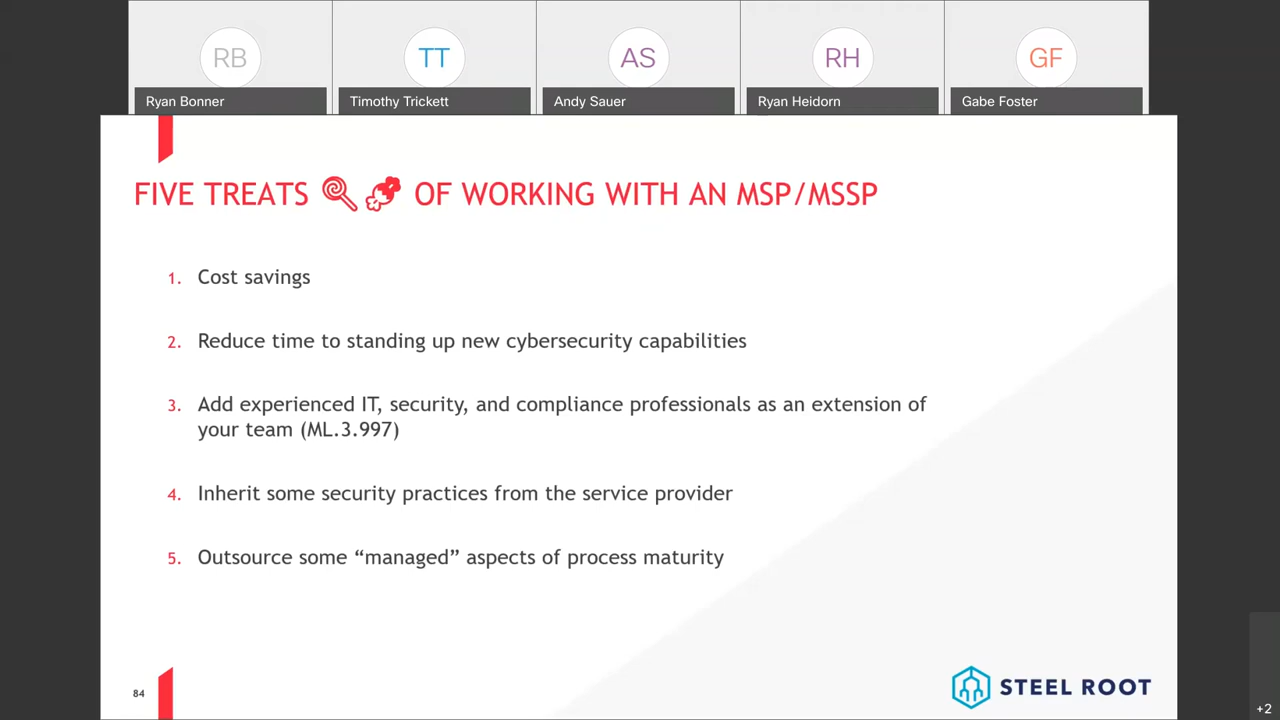 RB
TT
AS
RH
GF
Ryan Bonner
Timothy Trickett
Andy Sauer
Ryan Heidorn
Gabe Foster
FIVE TREATS OF WORKING WITH AN MSP/MSSP
1. Cost savings
2. Reduce time to standing up new cybersecurity capabilities
3. Add experienced IT, security, and compliance professionals as an extension of
your team (ML.3.997)
4. Inherit some security practices from the service provider
5. Outsource some “managed” aspects of process maturity
84
STEEL ROOT
+2